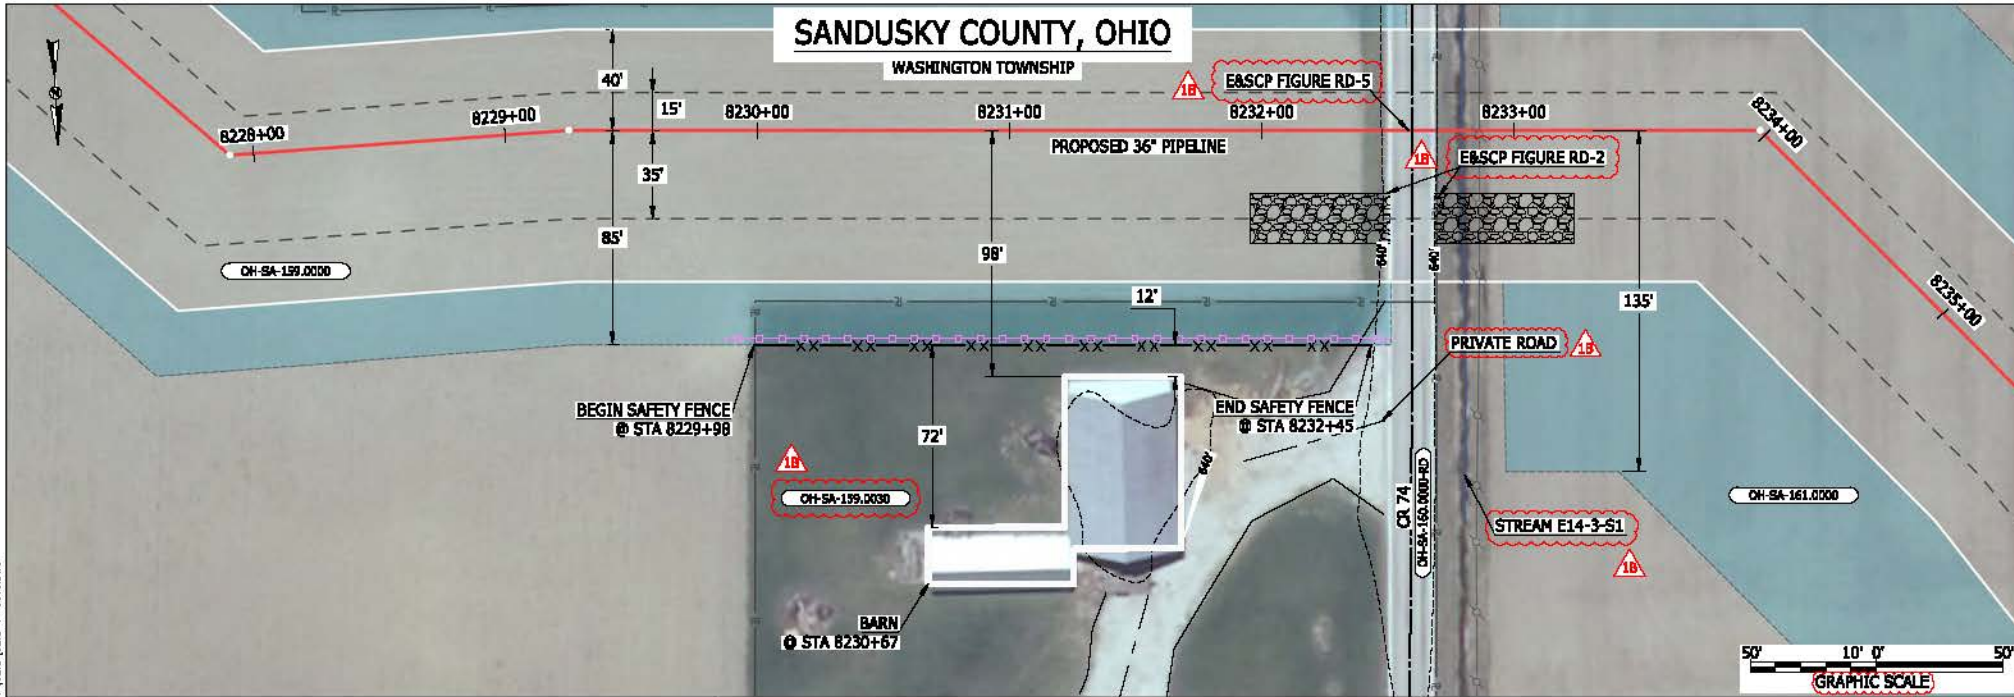 SANDUSKY COUNTY, OHIO
WASHINGTON TOWNSHIP
E&SCP FIGURE RD-5
1B
40'
15'
8228+00
8229+00
8230+00
8231+00
8232+00
8233+00
8234+00
PROPOSED 36" PIPELINE
1B
E&SCP FIGURE RD-2
35'
85'
98'
OH-SA-159.0000
640'
640'
12'
135'
8235+00
PRIVATE ROAD
1B
BEGIN SAFETY FENCE
@ STA 8229+98
72'
END SAFETY FENCE
@ STA 8232+45
640'
1B
OH-SA-159.0030
CR 74
OH-SA-160.0000-RD
OH-SA-161.0000
STREAM E14-3-S1
1B
BARN
@ STA 8230+67
50' 10' 0' 50'
GRAPHIC SCALE